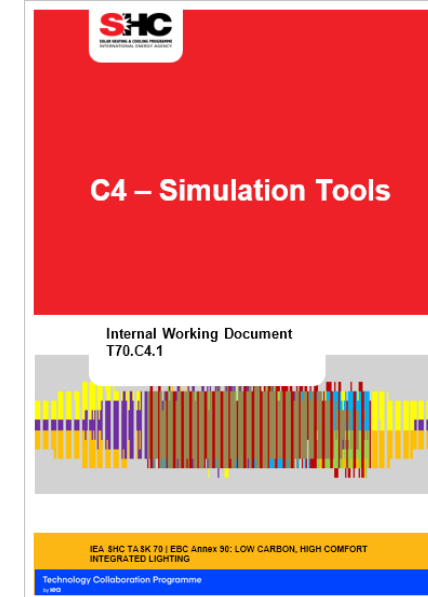 SHC
SOLAR HEATING & COOLING PROGRAMME
INTERNATIONAL ENERGY AGENCY
C4 – Simulation Tools
Internal Working Document
T70.C4.1
IEA SHC TASK 70 | EBC Annex 90: LOW CARBON, HIGH COMFORT
INTEGRATED LIGHTING
Technology Collaboration Programme
by iea